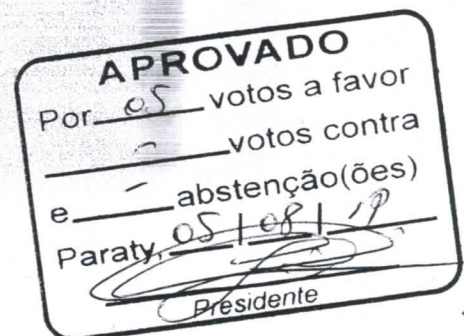 APROVADO
Por 05 votos a favor
- votos contra
e - abstenção(ões)
Paraty, 05 | 08 | 19
Presidente